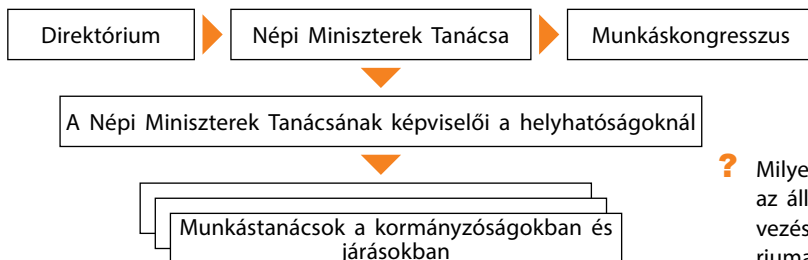 Direktórium
Népi Miniszterek Tanácsa
Munkáskongresszus
A Népi Miniszterek Tanácsának képviselői a helyhatóságoknál
Munkástanácsok a kormányzóságokban és
járásokban
? Milye
az áll
vezés
riuma